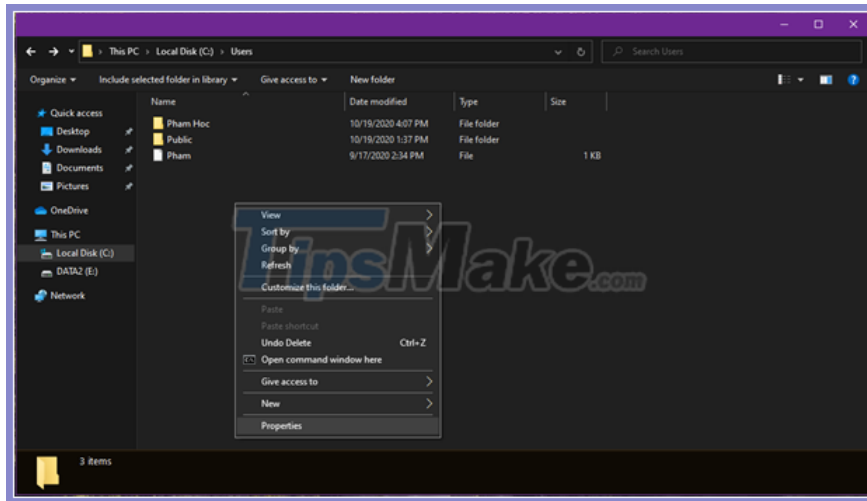 This PC > Local Disk (C:) > Users
Search Users
Organize Include selected folder in library Give access to New folder
Name Date modified Type Size
Quick access
Desktop
Downloads
Documents
Pictures
OneDrive
This PC
Local Disk (C:)
DATA2 (E:)
Network
Pham Hoc 10/19/2020 4:07 PM File folder
Public 10/19/2020 1:37 PM File folder
Pham 9/17/2020 2:34 PM File 1 KB
View
Sort by
Group by
Refresh
Customize this folder...
Paste
Paste shortcut
Undo Delete Ctrl+Z
Open command window here
Give access to
New
Properties
TipsMake.com
3 items